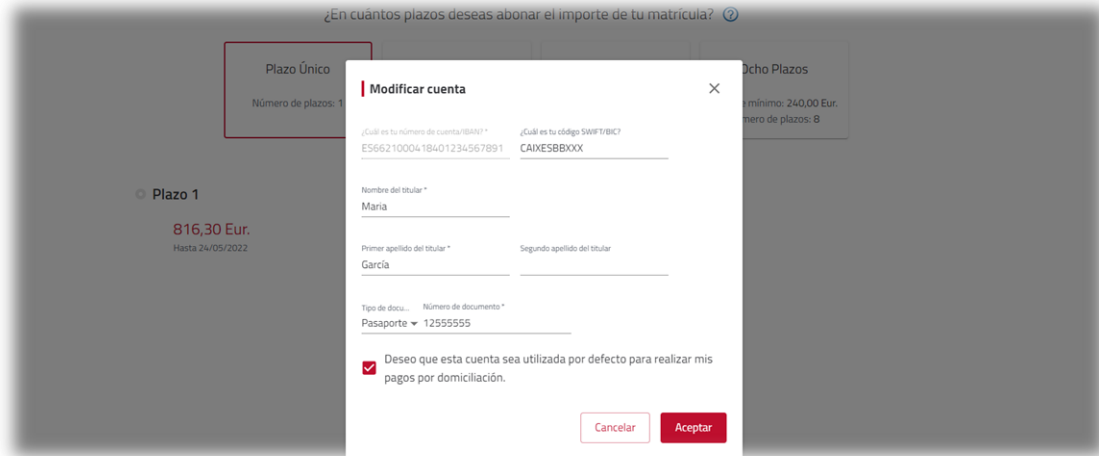 ¿En cuántos plazos deseas abonar el importe de tu matrícula? ?
Plazo Único
Número de plazos: 1
Ocho Plazos
e mínimo: 240,00 Eur.
mero de plazos: 8
Plazo 1
816,30 Eur.
Hasta 24/05/2022
Modificar cuenta
¿Cuál es tu número de cuenta/IBAN? *
ES6621000418401234567891
¿Cuál es tu código SWIFT/BIC?
CAIXESBBXXX
Nombre del titular *
Maria
Primer apellido del titular *
García
Segundo apellido del titular
Tipo de docu... Número de documento *
Pasaporte 12555555
Deseo que esta cuenta sea utilizada por defecto para realizar mis
pagos por domiciliación.
Cancelar
Aceptar